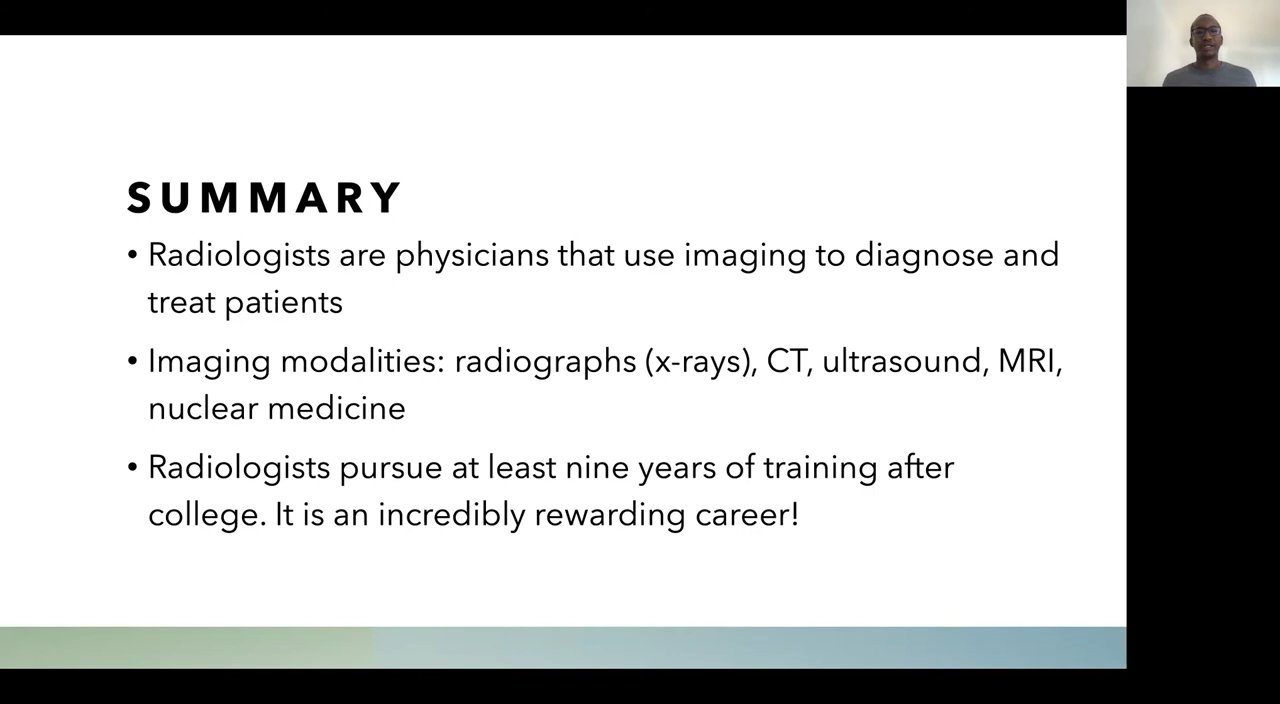 SUMMARY
• Radiologists are physicians that use imaging to diagnose and
treat patients
• Imaging modalities: radiographs (x-rays), CT, ultrasound, MRI,
nuclear medicine
• Radiologists pursue at least nine years of training after
college. It is an incredibly rewarding career!